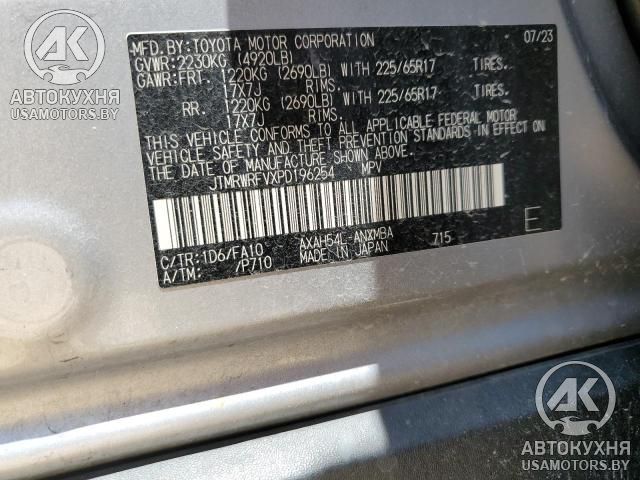 MFD.BY:TOYOTA MOTOR CORPORATION 07/23
GVWR:2230KG (4920LB)
GAWR:FRT. 1220KG (2690LB) WITH 225/65R17 TIRES.
17X7J RIMS.
RR. 1220KG (2690LB) WITH 225/65R17 TIRES.
17X7J RIMS.
THIS VEHICLE CONFORMS TO ALL APPLICABLE FEDERAL MOTOR
VEHICLE SAFETY AND THEFT PREVENTION STANDARDS IN EFFECT ON
THE DATE OF MANUFACTURE SHOWN ABOVE.
JTMRWRFVXPD196254 MPV
C/TR:1D6/FA10 AXAH54L-ANXMBA 715
A/TM: /P710 MADE IN JAPAN
E
АК
АВТОКУХНЯ
USAMOTORS.BY
АК
АВТОКУХНЯ
USAMOTORS.BY